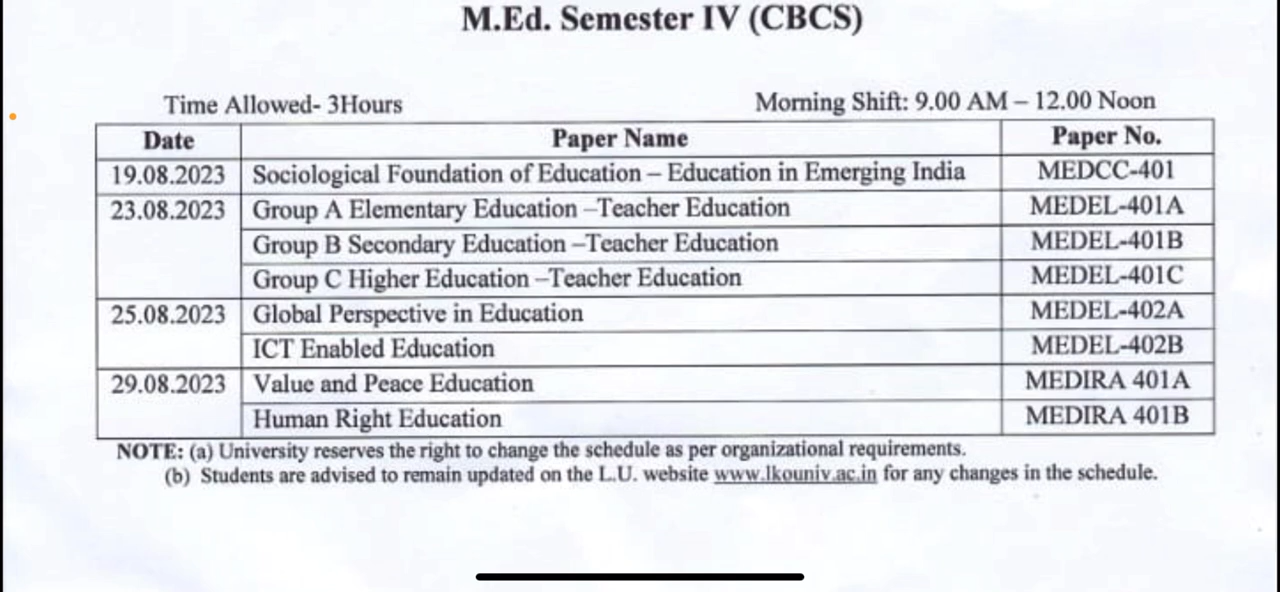 M.Ed. Semester IV (CBCS)
Time Allowed- 3Hours Morning Shift: 9.00 AM – 12.00 Noon
Date Paper Name Paper No.
19.08.2023 Sociological Foundation of Education – Education in Emerging India MEDCC-401
23.08.2023 Group A Elementary Education –Teacher Education MEDEL-401A
Group B Secondary Education –Teacher Education MEDEL-401B
Group C Higher Education –Teacher Education MEDEL-401C
25.08.2023 Global Perspective in Education MEDEL-402A
ICT Enabled Education MEDEL-402B
29.08.2023 Value and Peace Education MEDIRA 401A
Human Right Education MEDIRA 401B
NOTE: (a) University reserves the right to change the schedule as per organizational requirements.
(b) Students are advised to remain updated on the L.U. website www.lkouniv.ac.in for any changes in the schedule.